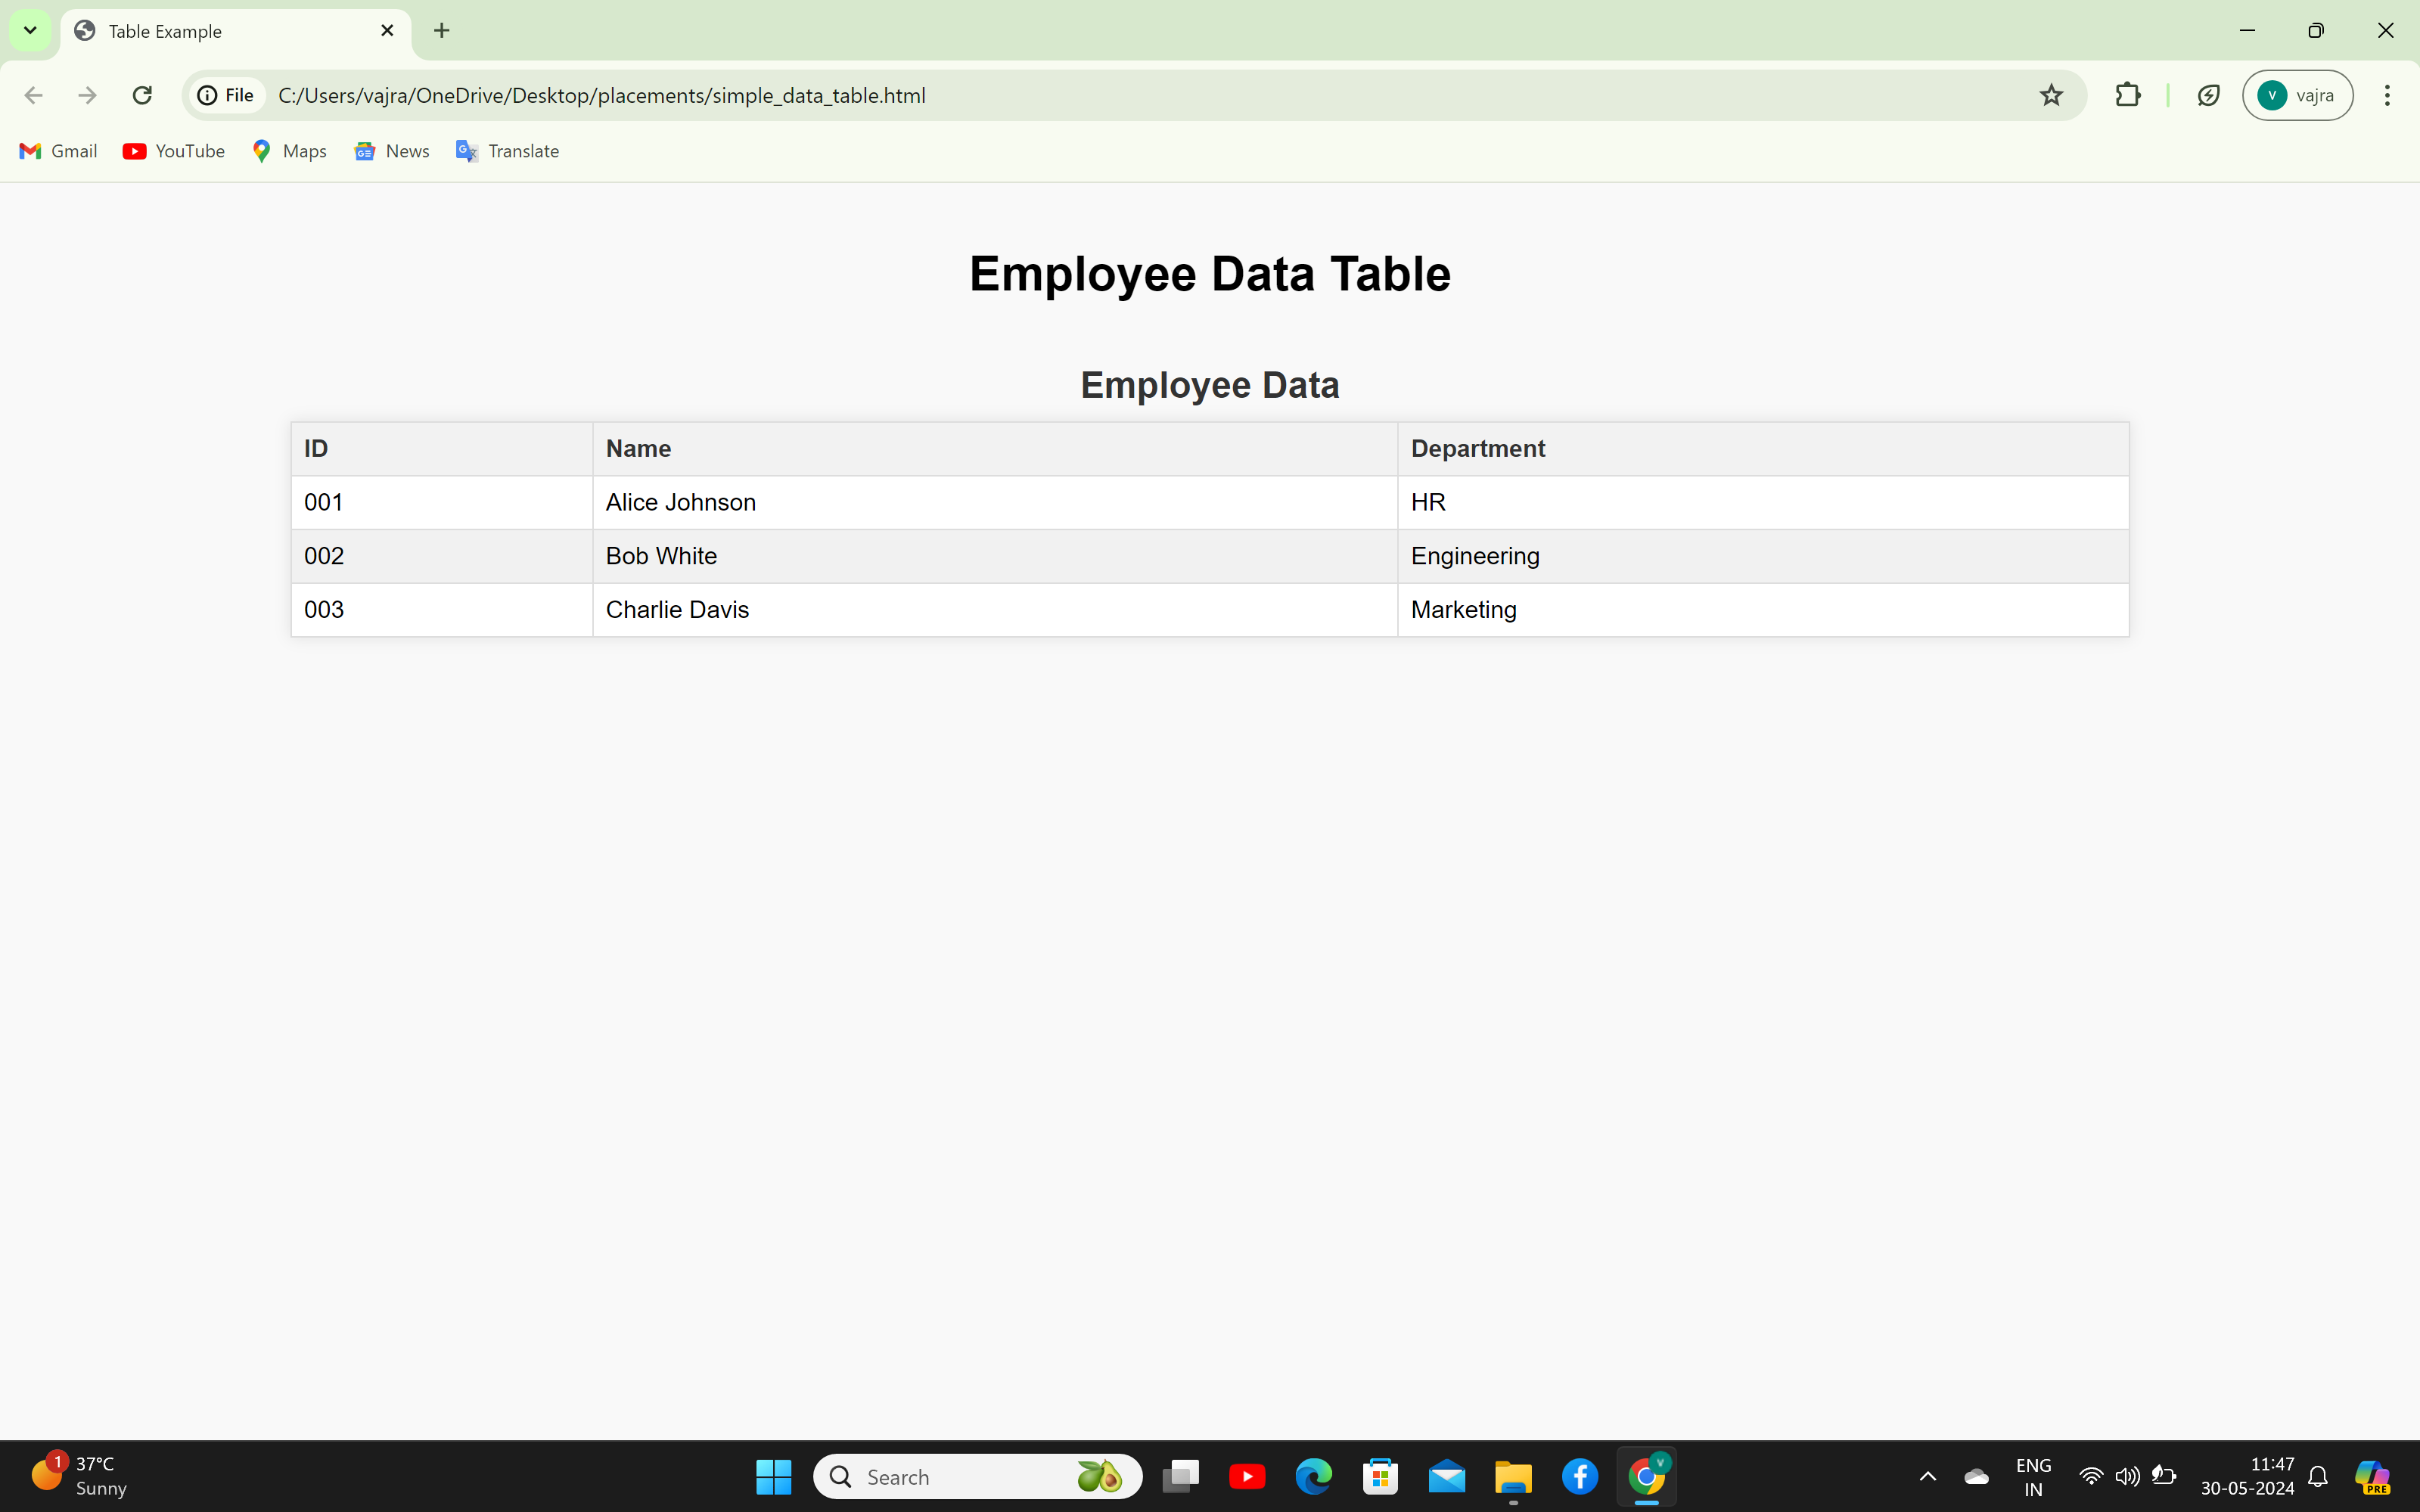 Table Example
File C:/Users/vajra/OneDrive/Desktop/placements/simple_data_table.html V vajra
Gmail YouTube Maps News Translate
Employee Data Table
Employee Data
ID Name Department
001 Alice Johnson HR
002 Bob White Engineering
003 Charlie Davis Marketing
1 37°C
Sunny
Search
V
ENG
IN
11:47
30-05-2024
PRE